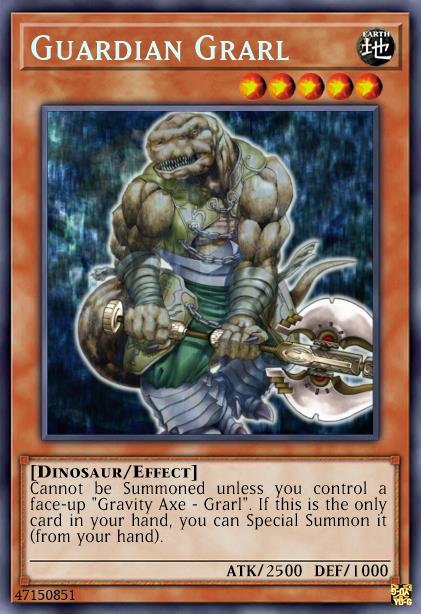 GUARDIAN GRARL
EARTH
地
[DINOSAUR/EFFECT]
Cannot be Summoned unless you control a
face-up "Gravity Axe - Grarl". If this is the only
card in your hand, you can Special Summon it
(from your hand).
ATK/2500 DEF/1000
47150851